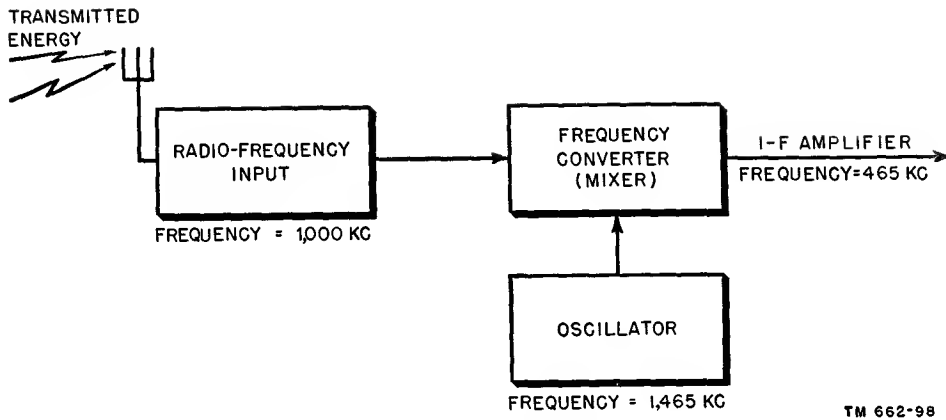 TRANSMITTED
ENERGY
RADIO-FREQUENCY
INPUT
FREQUENCY = 1,000 KC
FREQUENCY
CONVERTER
(MIXER)
I-F AMPLIFIER
FREQUENCY=465 KC
OSCILLATOR
FREQUENCY = 1,465 KC
TM 662-98